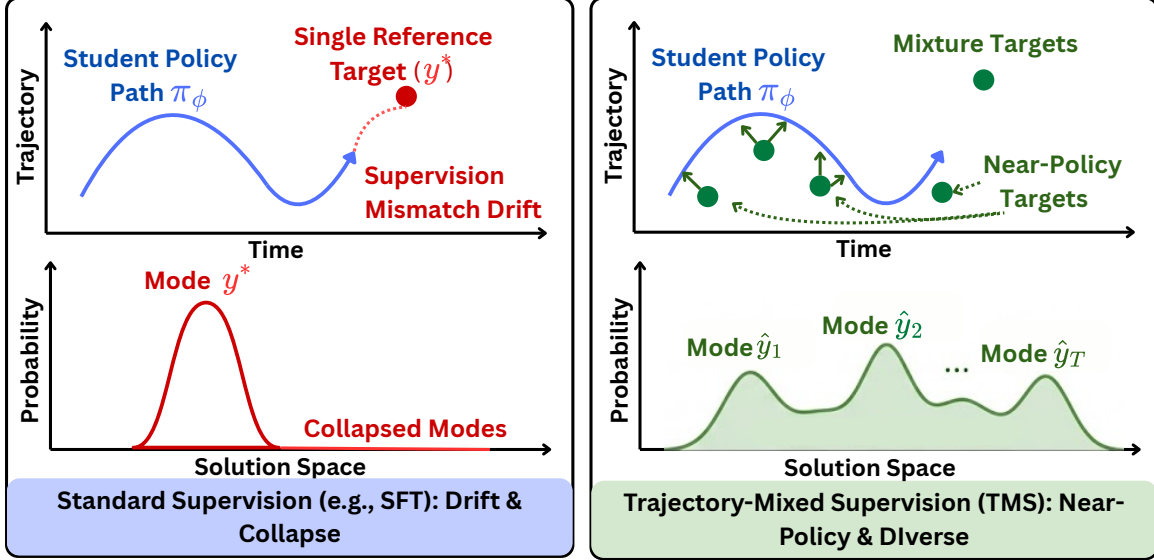 Trajectory
Student Policy
Path π_ϕ
Single Reference
Target (y*)
Supervision
Mismatch Drift
Time
Probability
Mode y*
Collapsed Modes
Solution Space
Standard Supervision (e.g., SFT): Drift &
Collapse
Trajectory
Student Policy
Path π_ϕ
Mixture Targets
Near-Policy
Targets
Time
Probability
Mode ŷ₁
Mode ŷ₂
...
Mode ŷ_T
Solution Space
Trajectory-Mixed Supervision (TMS): Near-
Policy & DIverse